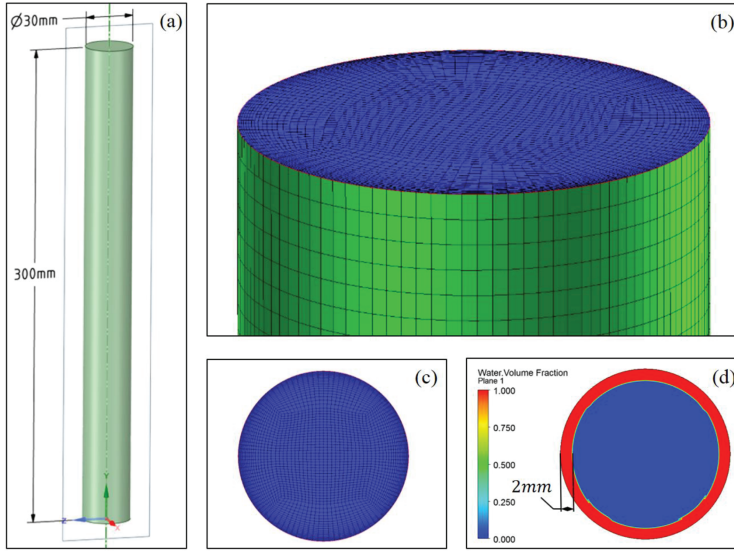 (a)
Ø30mm
300mm
Y
Z
X
(b)
(c)
(d)
Water.Volume Fraction
Plane 1
1.000
0.750
0.500
0.250
0.000
2mm